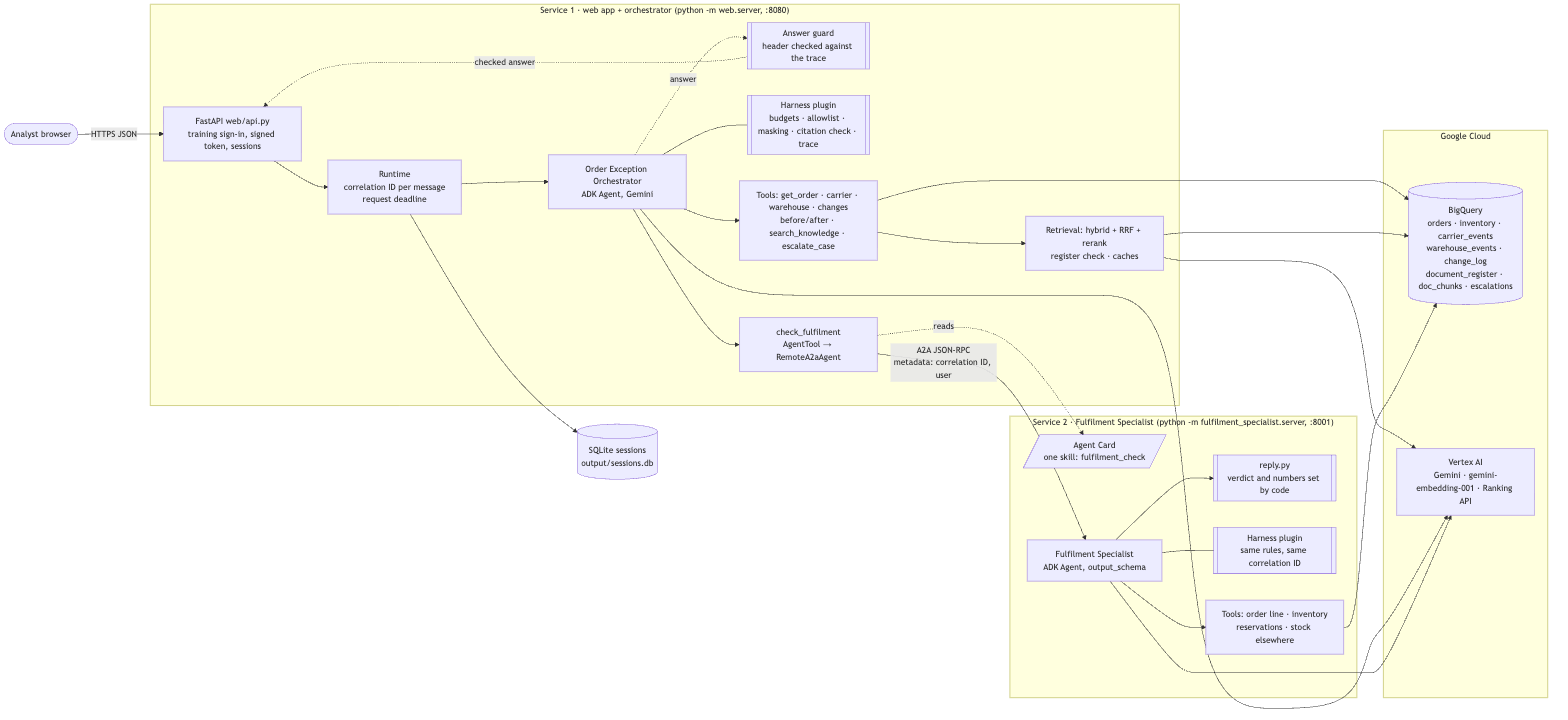 Service 1 · web app + orchestrator (python -m web.server, :8080)
Answer guard
header checked against
the trace
checked answer
answer
Harness plugin
budgets · allowlist ·
masking · citation check ·
trace
Analyst browser
HTTPS JSON
FastAPI web/api.py
training sign-in, signed
token, sessions
Runtime
correlation ID per message
request deadline
Order Exception
Orchestrator
ADK Agent, Gemini
Tools: get_order · carrier ·
warehouse · changes
before/after ·
search_knowledge ·
escalate_case
Retrieval: hybrid + RRF +
rerank
register check · caches
check_fulfilment
AgentTool →
RemoteA2aAgent
reads
A2A JSON-RPC
metadata: correlation ID,
user
SQLite sessions
output/sessions.db
Service 2 · Fulfilment Specialist (python -m fulfilment_specialist.server, :8001)
Agent Card
one skill: fulfilment_check
reply.py
verdict and numbers set
by code
Fulfilment Specialist
ADK Agent, output_schema
Harness plugin
same rules, same
correlation ID
Tools: order line · inventory
reservations · stock
elsewhere
Google Cloud
BigQuery
orders · inventory ·
carrier_events
warehouse_events ·
change_log
document_register ·
doc_chunks · escalations
Vertex AI
Gemini · gemini-
embedding-001 · Ranking
API